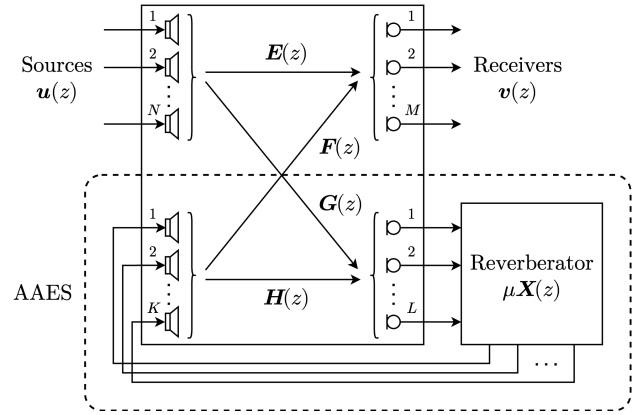 1
2
⋮
N
Sources
u(z)
E(z)
F(z)
G(z)
H(z)
1
2
⋮
M
Receivers
v(z)
AAES
1
2
⋮
K
1
2
⋮
L
Reverberator
μX(z)
⋯